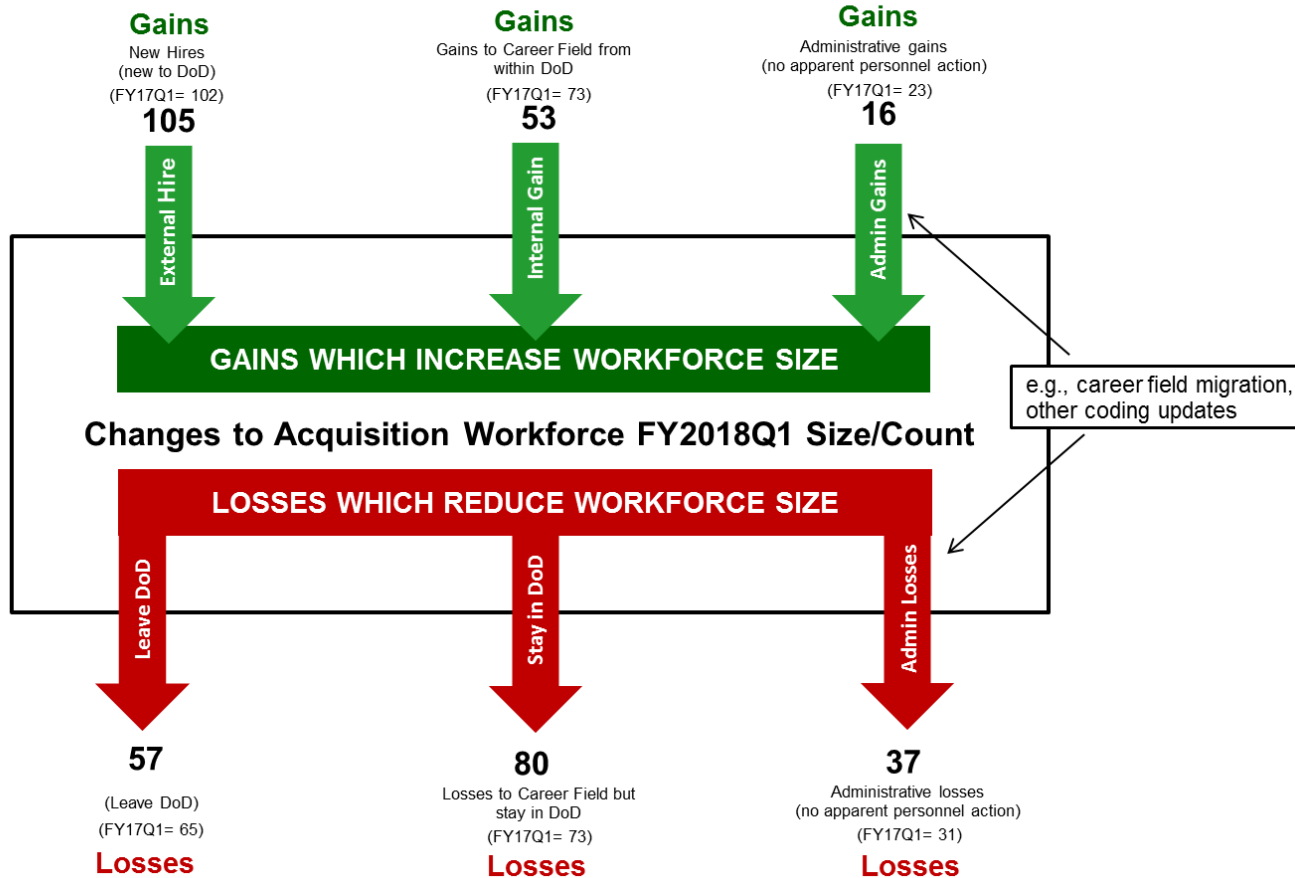 Gains
New Hires
(new to DoD)
(FY17Q1= 102)
105
External Hire
Gains
Gains to Career Field from
within DoD
(FY17Q1= 73)
53
Internal Gain
Gains
Administrative gains
(no apparent personnel action)
(FY17Q1= 23)
16
Admin Gains
GAINS WHICH INCREASE WORKFORCE SIZE
e.g., career field migration,
other coding updates
Changes to Acquisition Workforce FY2018Q1 Size/Count
LOSSES WHICH REDUCE WORKFORCE SIZE
Leave DoD
57
(Leave DoD)
(FY17Q1= 65)
Losses
Stay in DoD
80
Losses to Career Field but
stay in DoD
(FY17Q1= 73)
Losses
Admin Losses
37
Administrative losses
(no apparent personnel action)
(FY17Q1= 31)
Losses